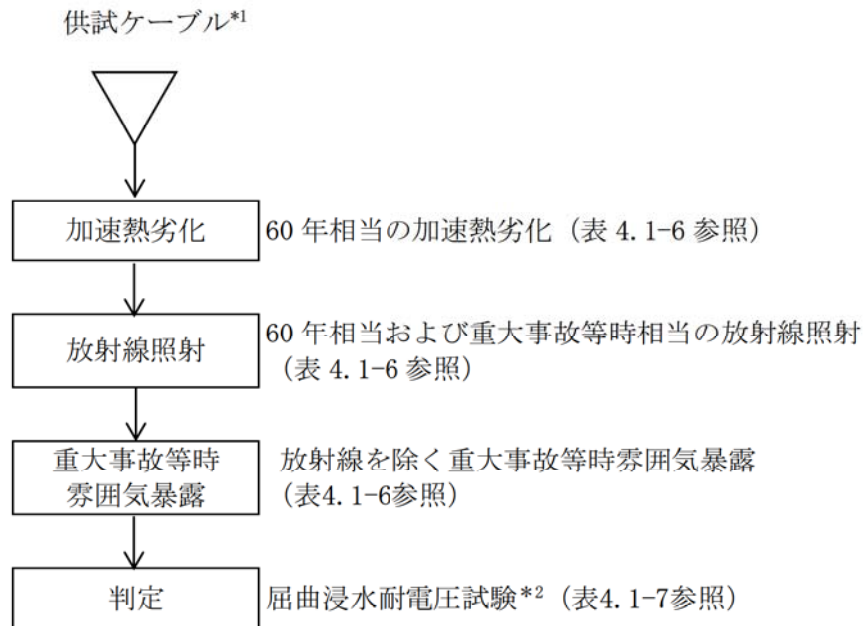 供試ケーブル*1
加速熱劣化
60年相当の加速熱劣化（表 4.1-6 参照）
放射線照射
60年相当および重大事故等時相当の放射線照射
（表 4.1-6 参照）
重大事故等時
雰囲気暴露
放射線を除く重大事故等時雰囲気暴露
（表4.1-6参照）
判定
屈曲浸水耐電圧試験*2（表4.1-7参照）